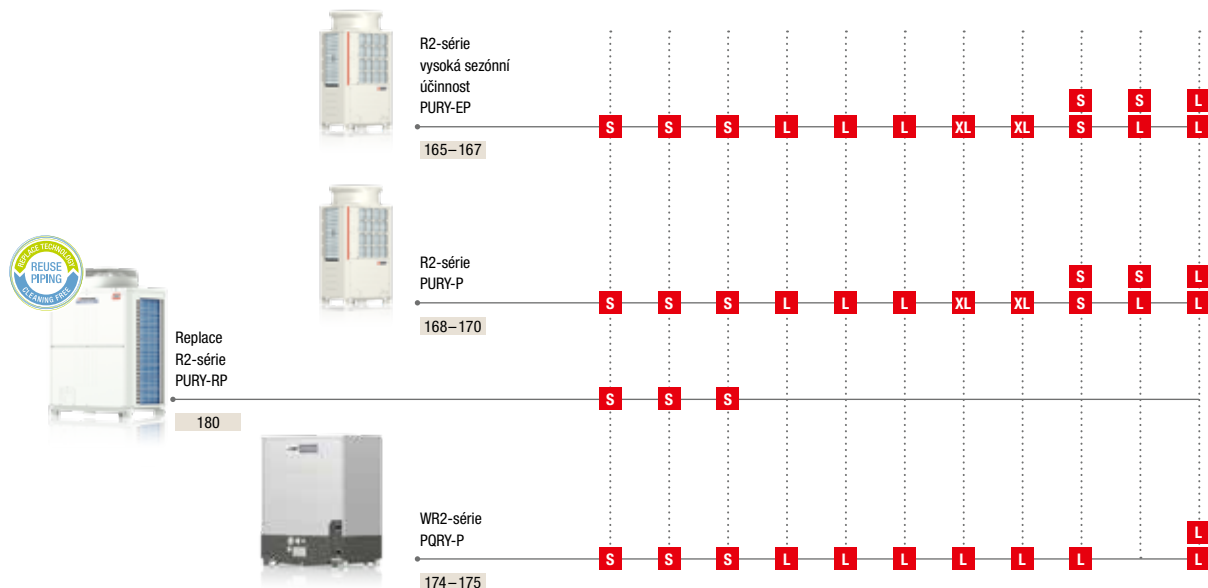 R2-série
vysoká sezónní
účinnost
PURY-EP
S S L
S S S L L L XL XL S L L
165–167
R2-série
PURY-P
S S L
S S S L L L XL XL S L L
168–170
REPLACE TECHNOLOGY
REUSE
PIPING
CLEANING FREE
Replace
R2-série
PURY-RP
S S S
180
WR2-série
PQRY-P
L
S S S L L L L L L L
174–175